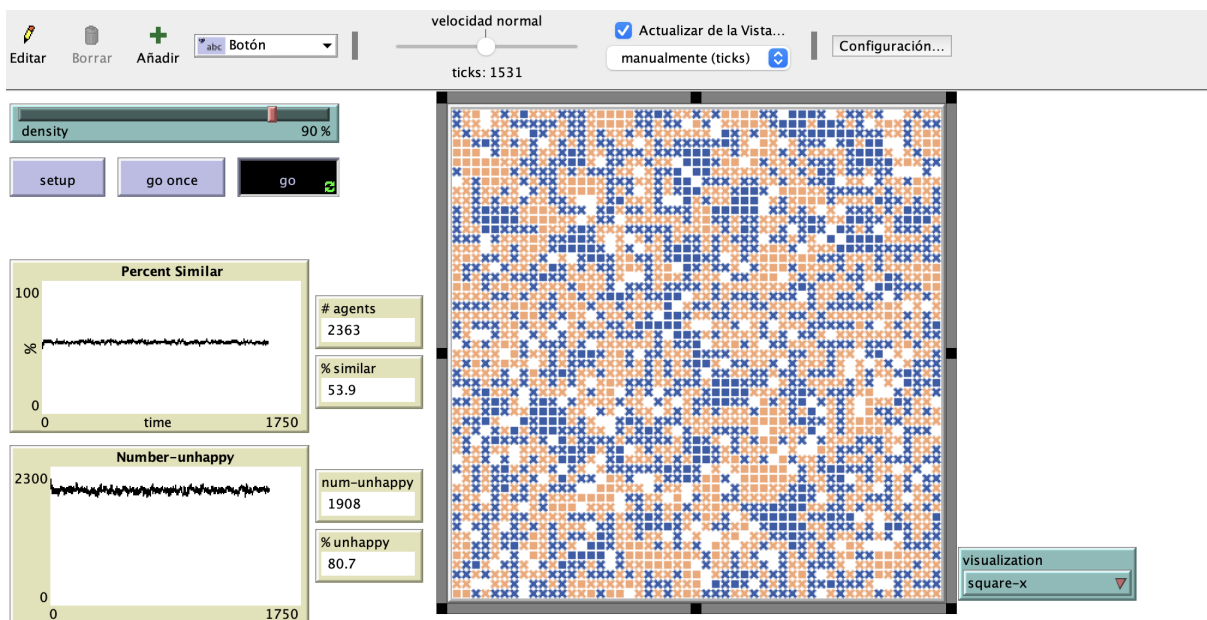 Editar
Borrar
Añadir
abc Botón
velocidad normal
ticks: 1531
Actualizar de la Vista...
manualmente (ticks)
Configuración...
density
90 %
setup
go once
go
Percent Similar
100
%
0
0
time
1750
# agents
2363
% similar
53.9
Number-unhappy
2300
0
0
1750
num-unhappy
1908
% unhappy
80.7
visualization
square-x